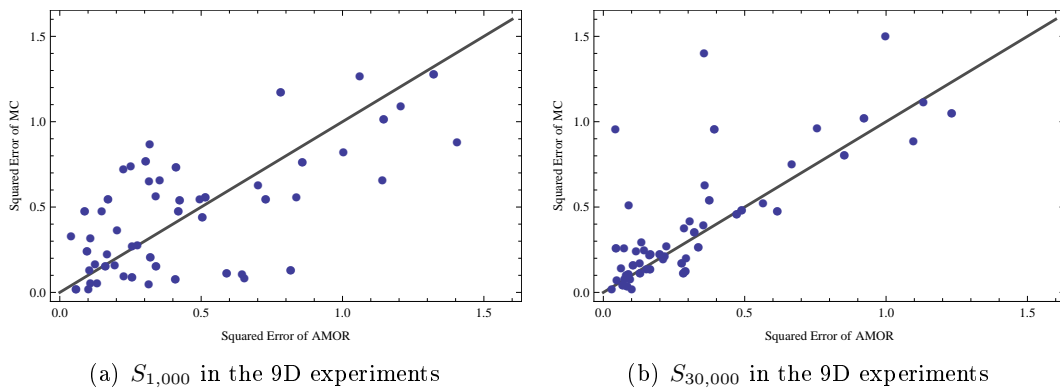 1.5
1.0
0.5
0.0
Squared Error of MC
0.0 0.5 1.0 1.5
Squared Error of AMOR
(a) S1,000 in the 9D experiments
1.5
1.0
0.5
0.0
Squared Error of MC
0.0 0.5 1.0 1.5
Squared Error of AMOR
(b) S30,000 in the 9D experiments